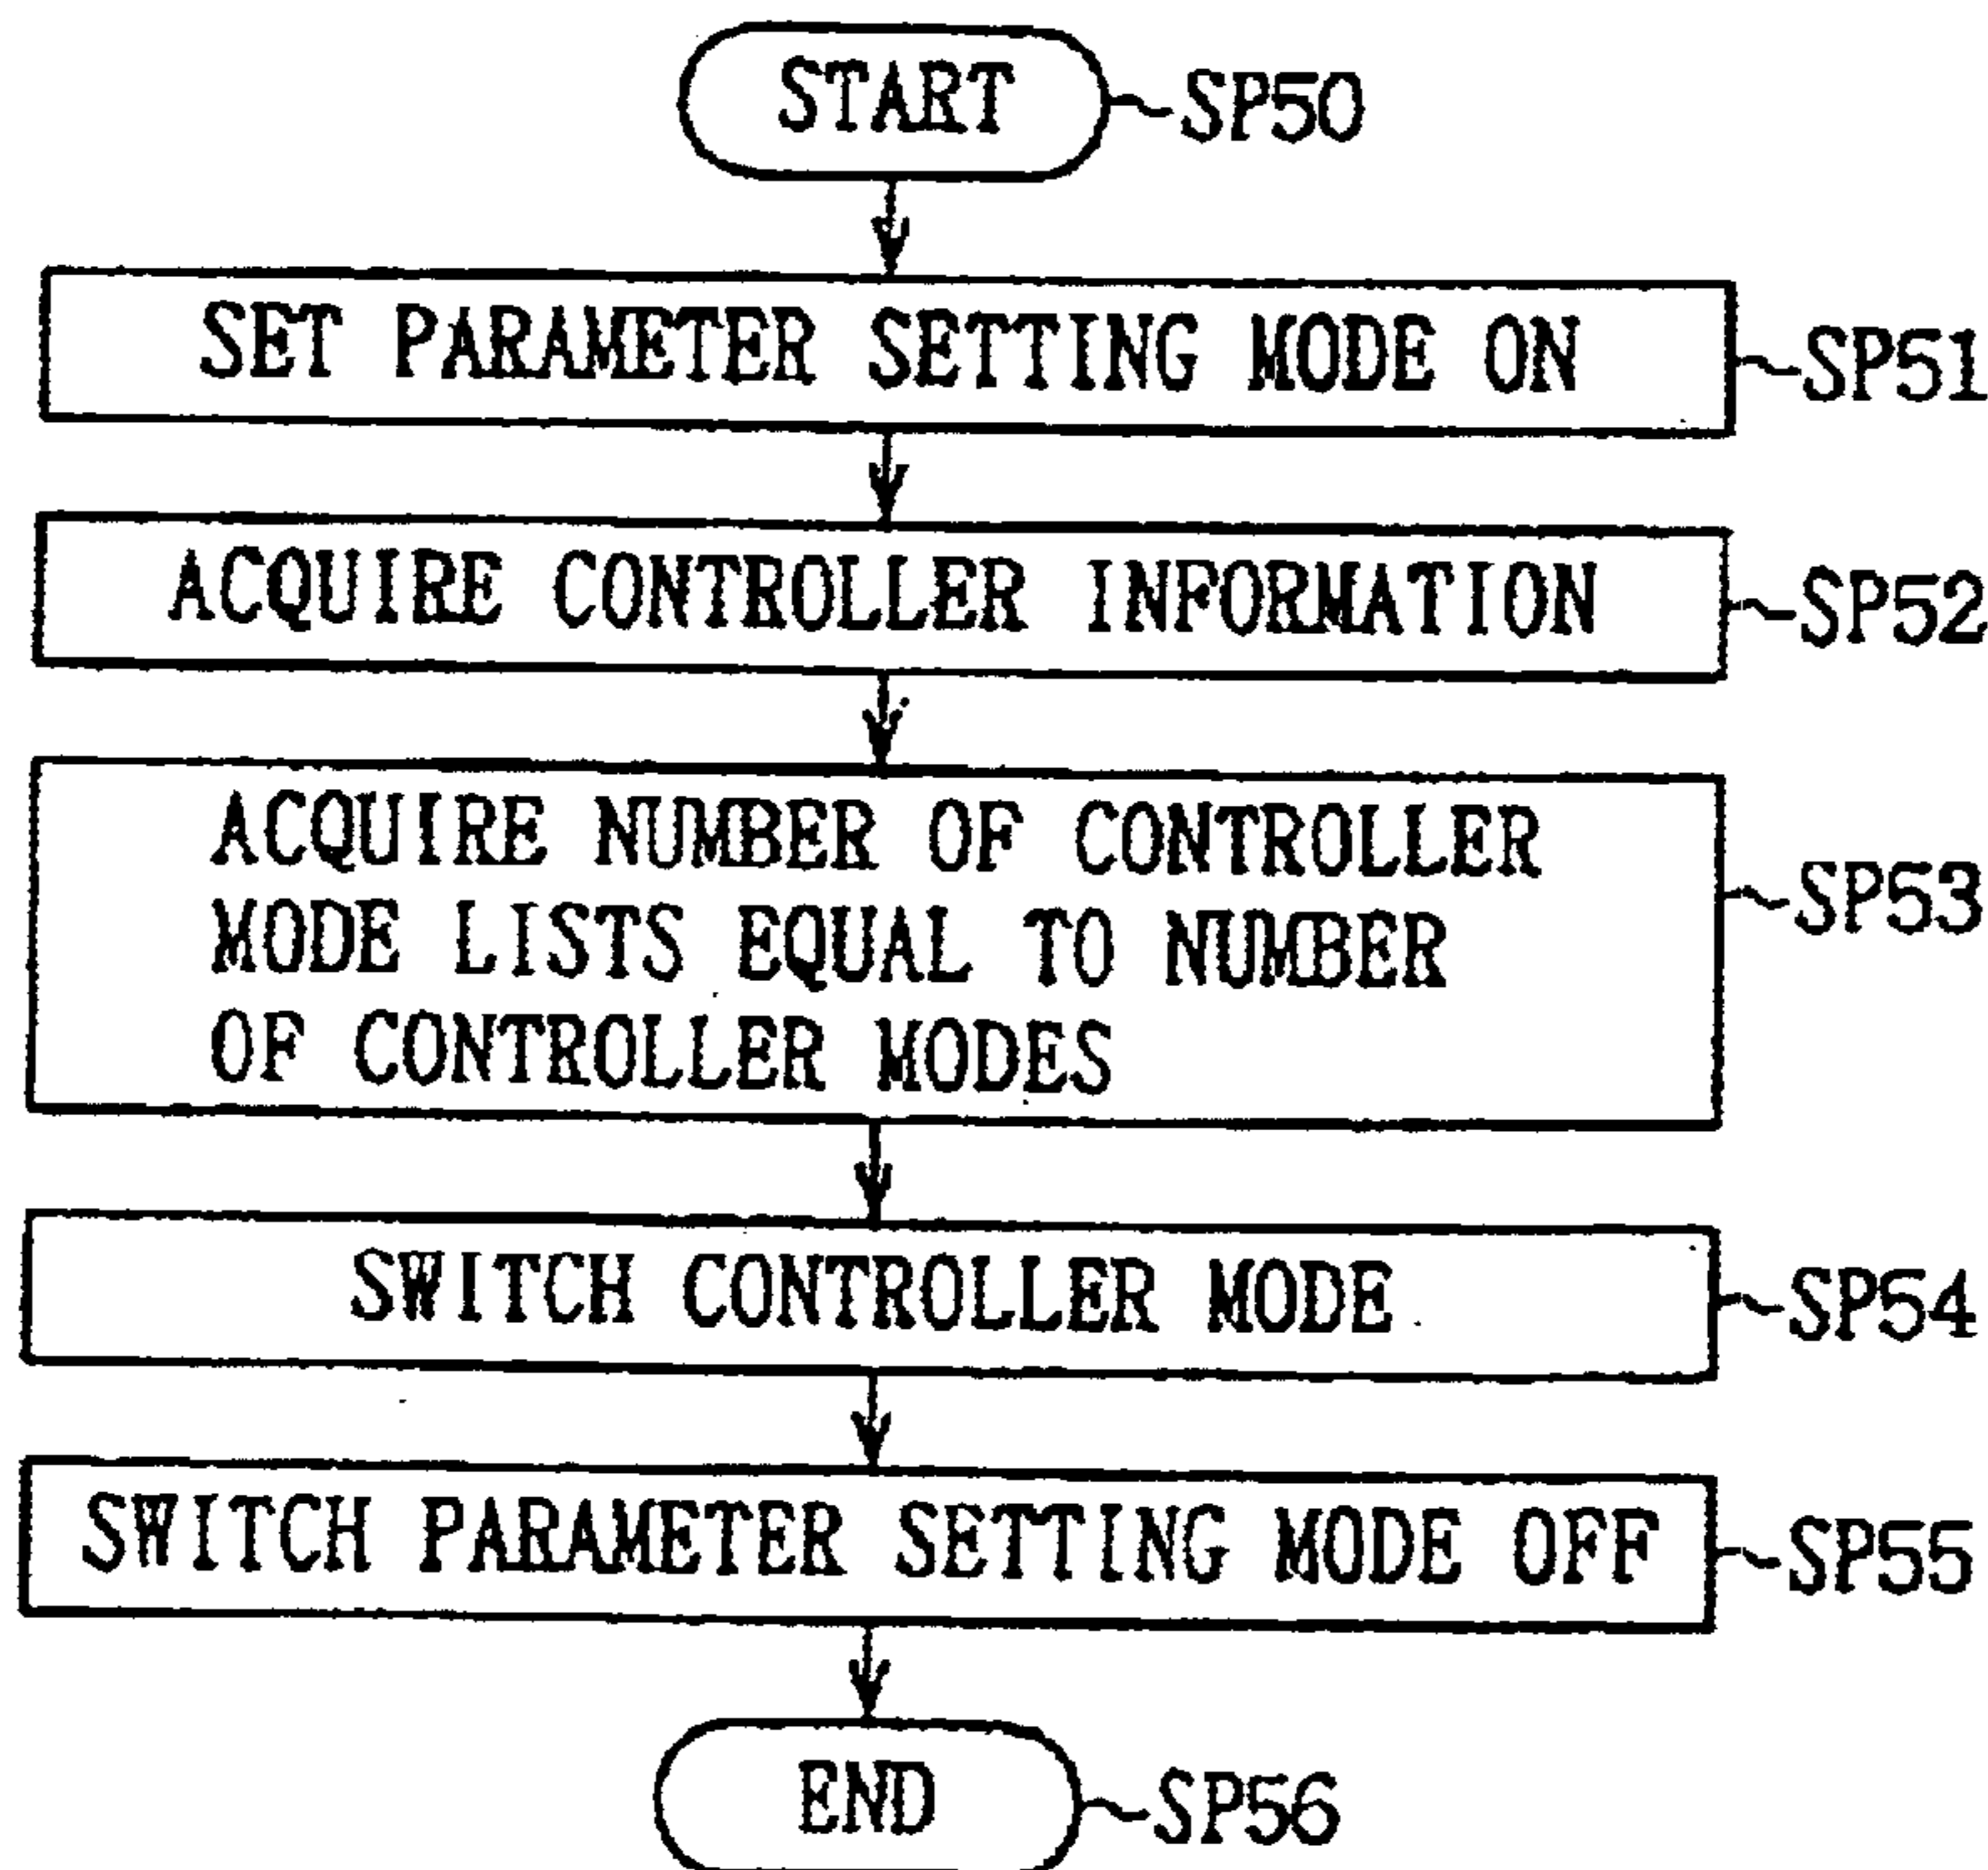 START
SP50
SET PARAMETER SETTING MODE ON
SP51
ACQUIRE CONTROLLER INFORMATION
SP52
ACQUIRE NUMBER OF CONTROLLER
MODE LISTS EQUAL TO NUMBER
OF CONTROLLER MODES
SP53
SWITCH CONTROLLER MODE
SP54
SWITCH PARAMETER SETTING MODE OFF
SP55
END
SP56